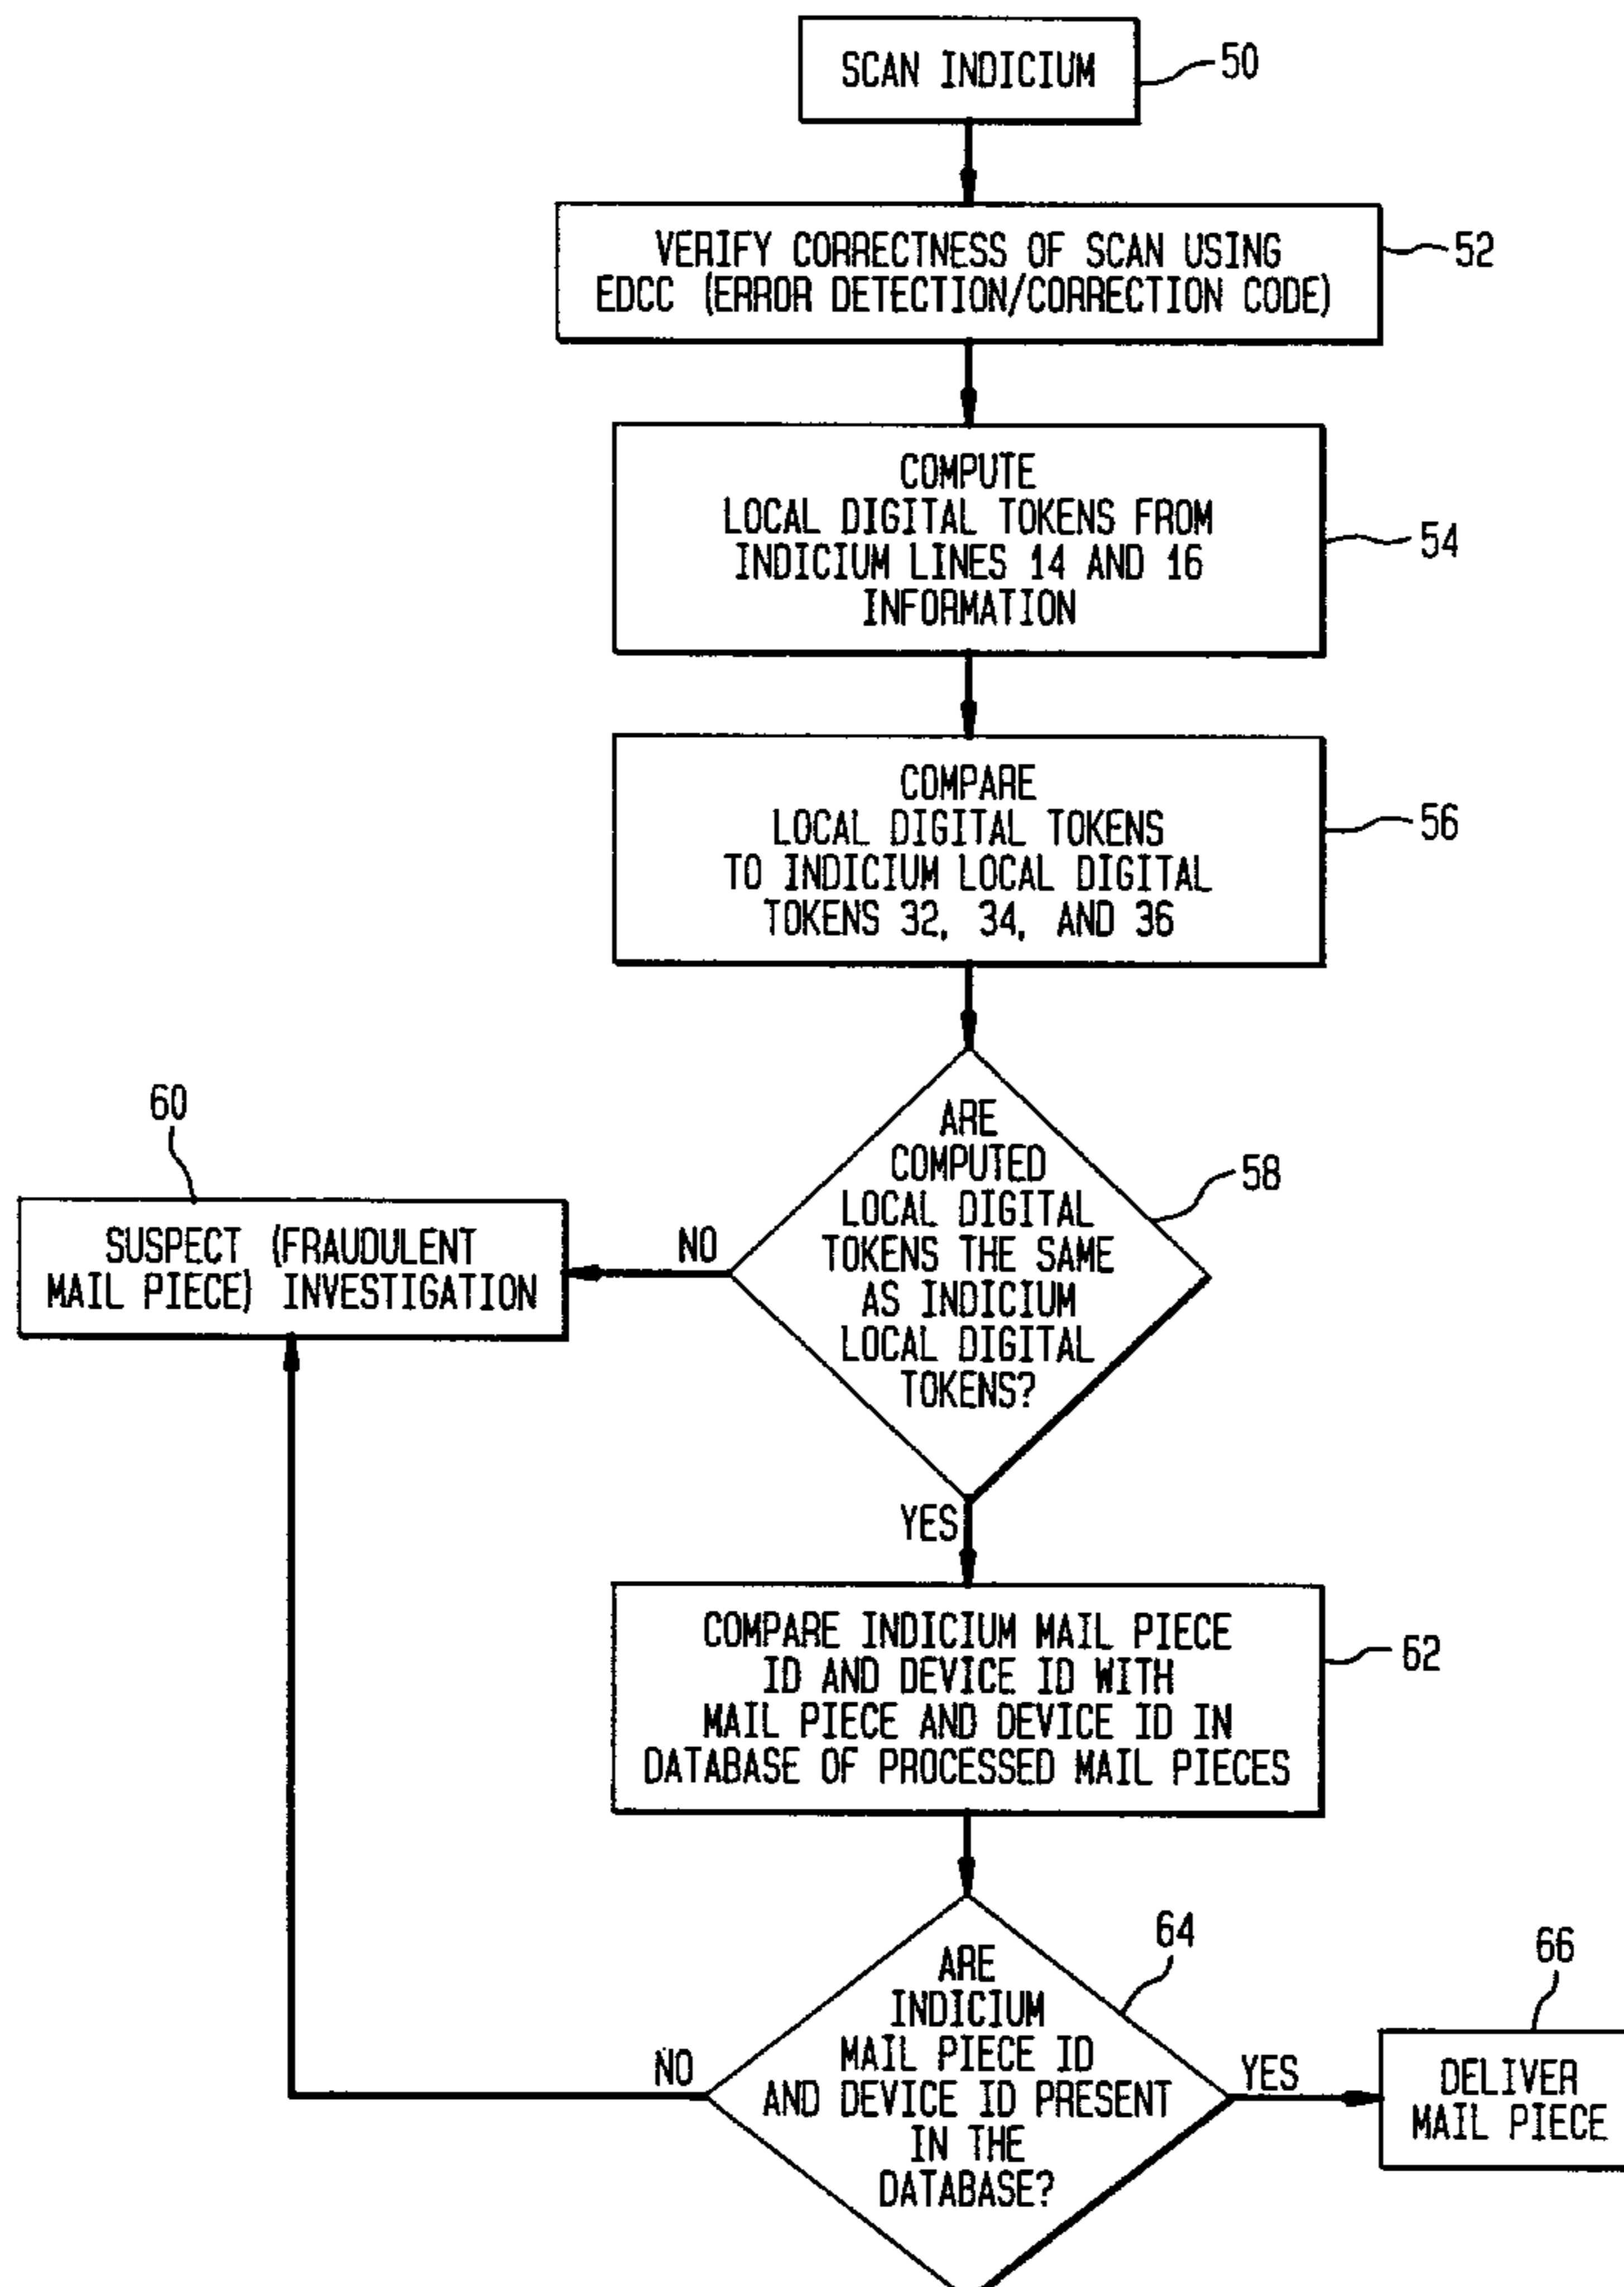 SCAN INDICIUM
50
VERIFY CORRECTNESS OF SCAN USING
EDCC (ERROR DETECTION/CORRECTION CODE)
52
COMPUTE
LOCAL DIGITAL TOKENS FROM
INDICIUM LINES 14 AND 16
INFORMATION
54
COMPARE
LOCAL DIGITAL TOKENS
TO INDICIUM LOCAL DIGITAL
TOKENS 32, 34, AND 36
56
ARE
COMPUTED
LOCAL DIGITAL
TOKENS THE SAME
AS INDICIUM
LOCAL DIGITAL
TOKENS?
58
NO
60
SUSPECT (FRAUDULENT
MAIL PIECE) INVESTIGATION
YES
COMPARE INDICIUM MAIL PIECE
ID AND DEVICE ID WITH
MAIL PIECE AND DEVICE ID IN
DATABASE OF PROCESSED MAIL PIECES
62
ARE
INDICIUM
MAIL PIECE ID
AND DEVICE ID PRESENT
IN THE
DATABASE?
64
NO
YES
66
DELIVER
MAIL PIECE